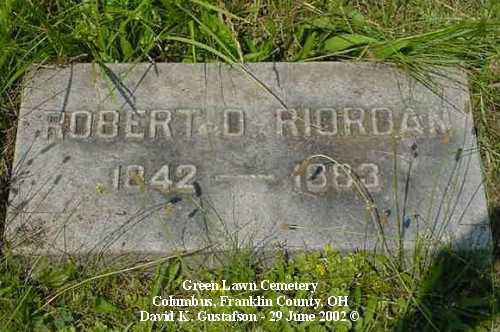 ROBERT D RIORDAN
1842 — 1883
Green Lawn Cemetery
Columbus, Franklin County, OH
David K. Gustafson - 29 June 2002 ©